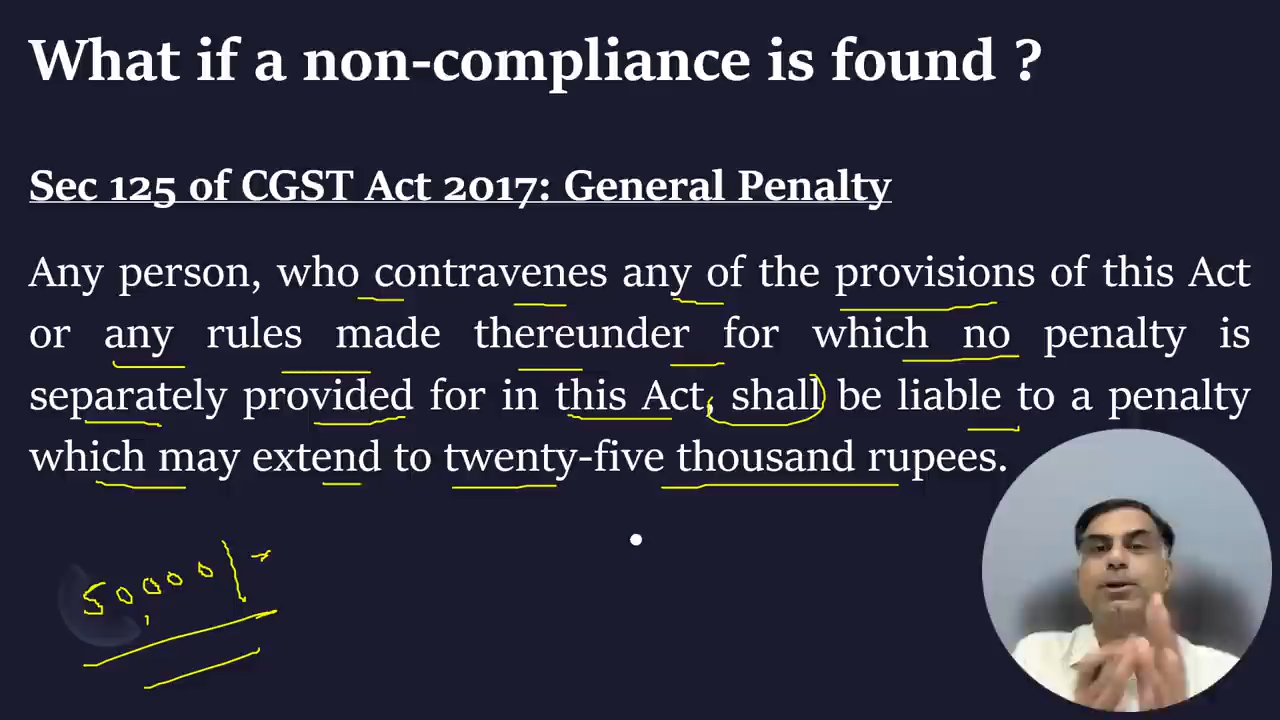 What if a non-compliance is found ?
Sec 125 of CGST Act 2017: General Penalty
Any person, who contravenes any of the provisions of this Act
or any rules made thereunder for which no penalty is
separately provided for in this Act, shall be liable to a penalty
which may extend to twenty-five thousand rupees.
50,000/-